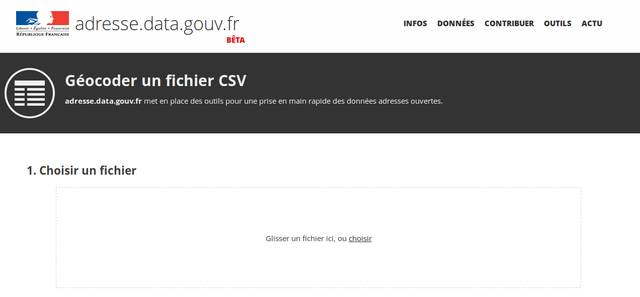 Liberté • Égalité • Fraternité
RÉPUBLIQUE FRANÇAISE
adresse.data.gouv.fr
BÊTA
INFOS DONNÉES CONTRIBUER OUTILS ACTU
Géocoder un fichier CSV
adresse.data.gouv.fr met en place des outils pour une prise en main rapide des données adresses ouvertes.
1. Choisir un fichier
Glisser un fichier ici, ou choisir